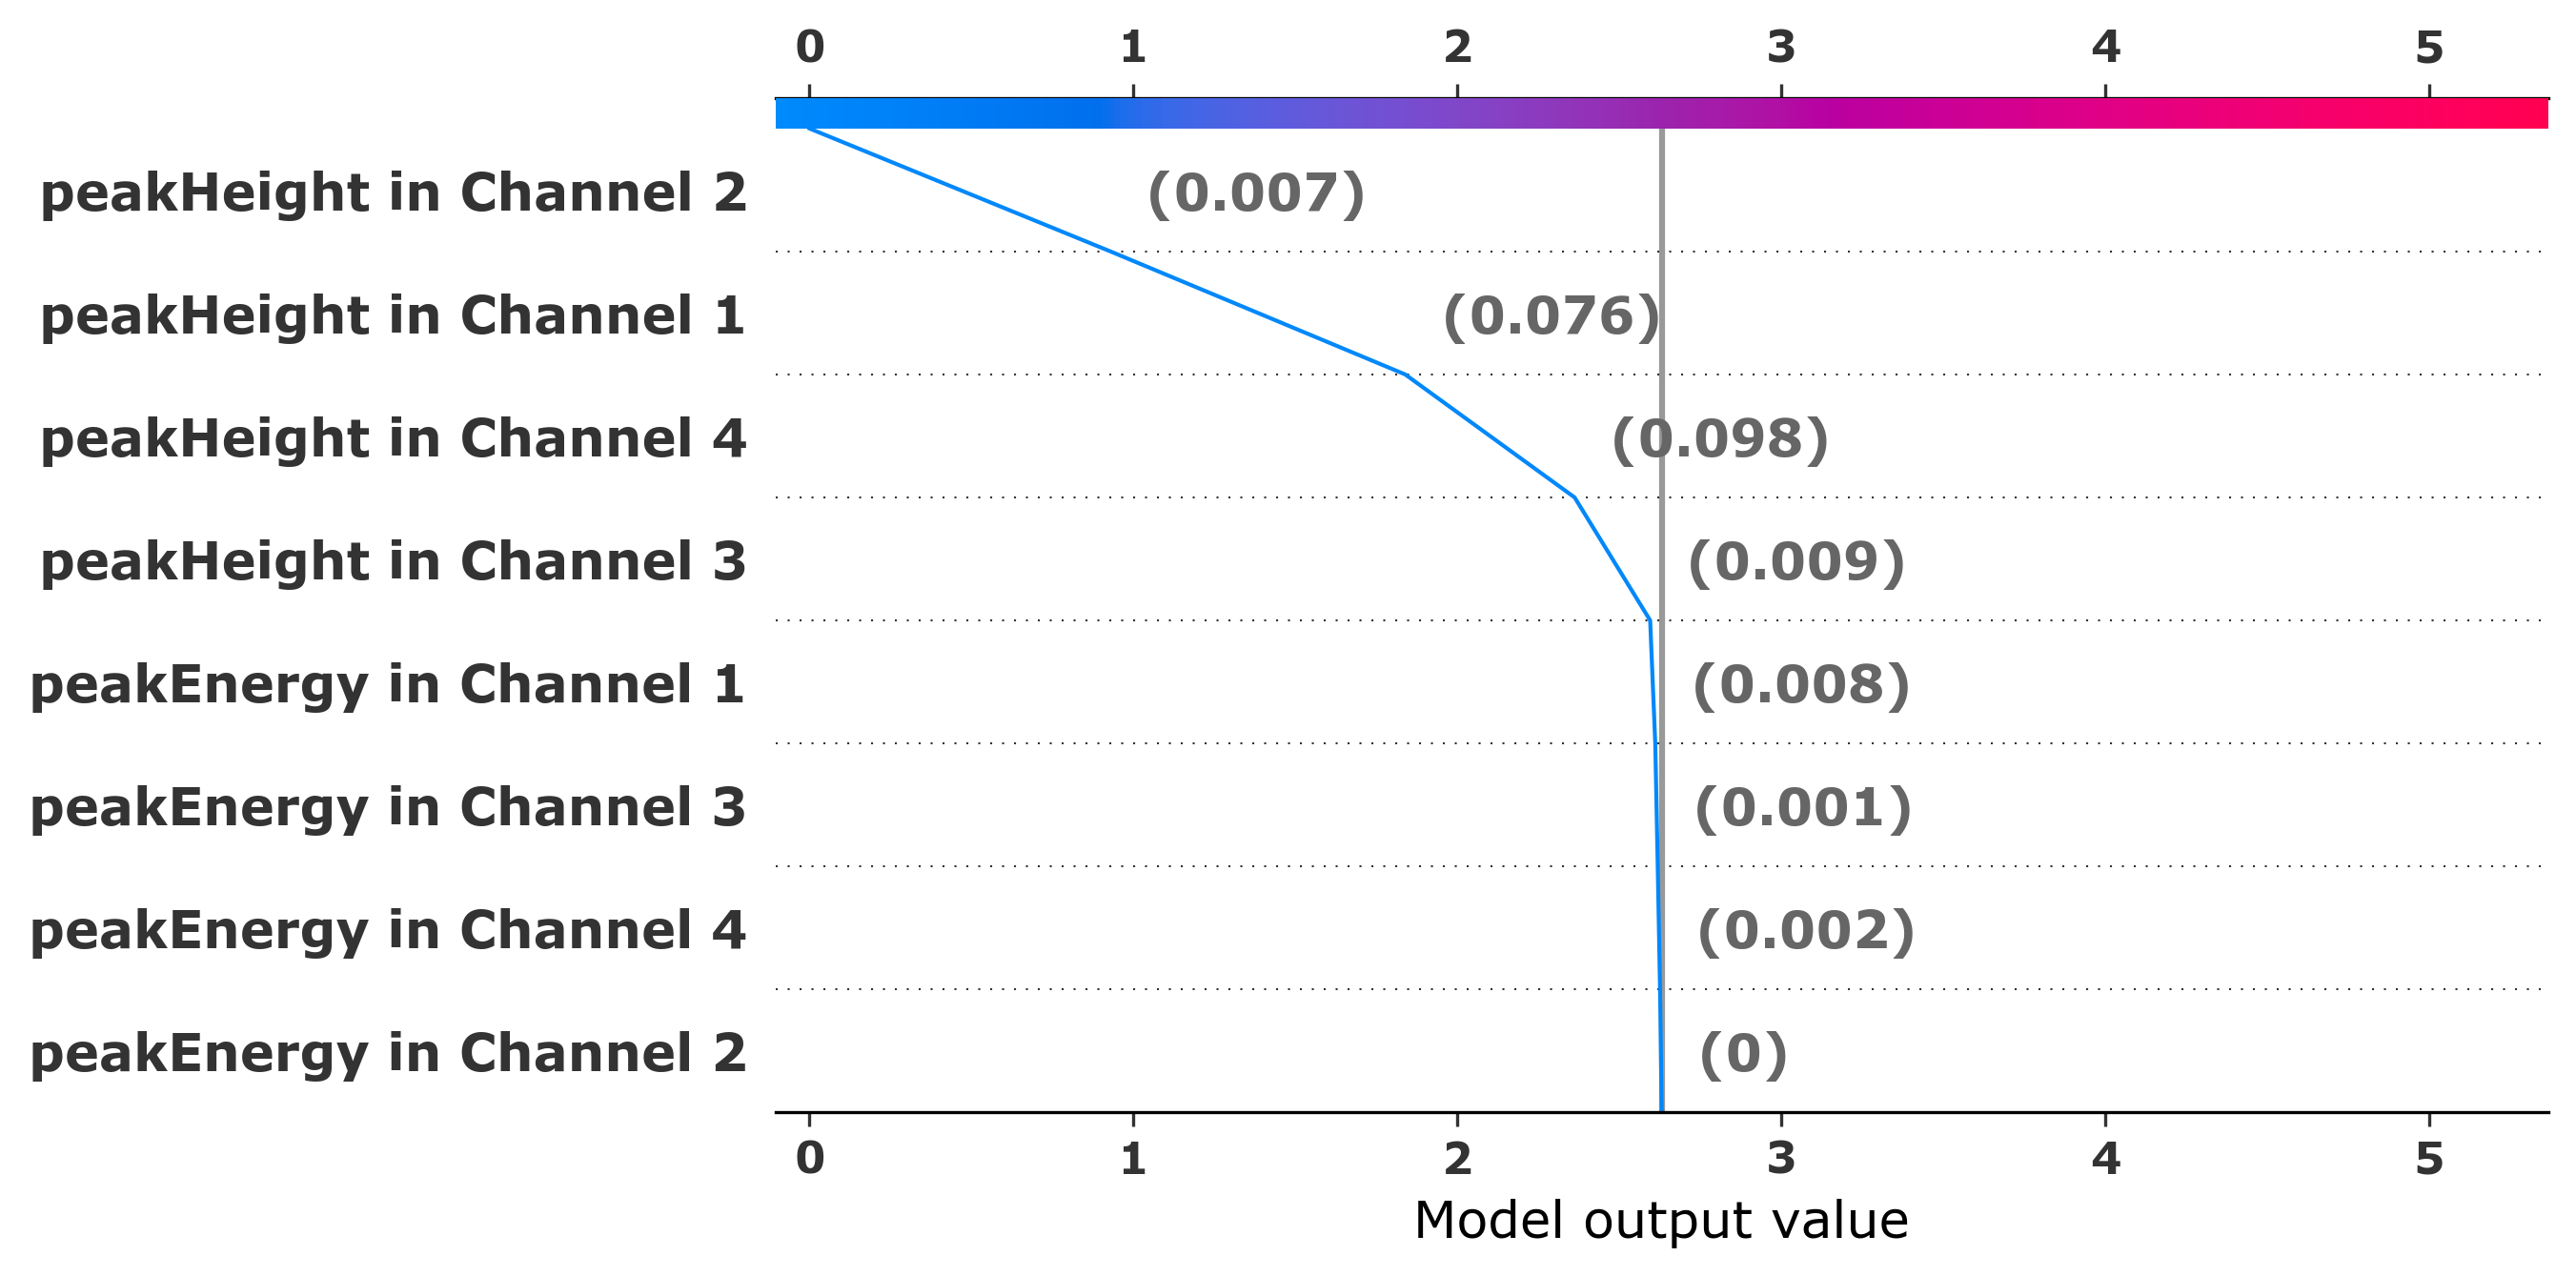 0 1 2 3 4 5
peakHeight in Channel 2 (0.007)
peakHeight in Channel 1 (0.076)
peakHeight in Channel 4 (0.098)
peakHeight in Channel 3 (0.009)
peakEnergy in Channel 1 (0.008)
peakEnergy in Channel 3 (0.001)
peakEnergy in Channel 4 (0.002)
peakEnergy in Channel 2 (0)
0 1 2 3 4 5
Model output value